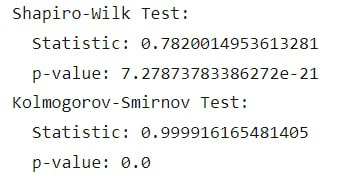 Shapiro-Wilk Test:
Statistic: 0.7820014953613281
p-value: 7.27873783386272e-21
Kolmogorov-Smirnov Test:
Statistic: 0.999916165481405
p-value: 0.0